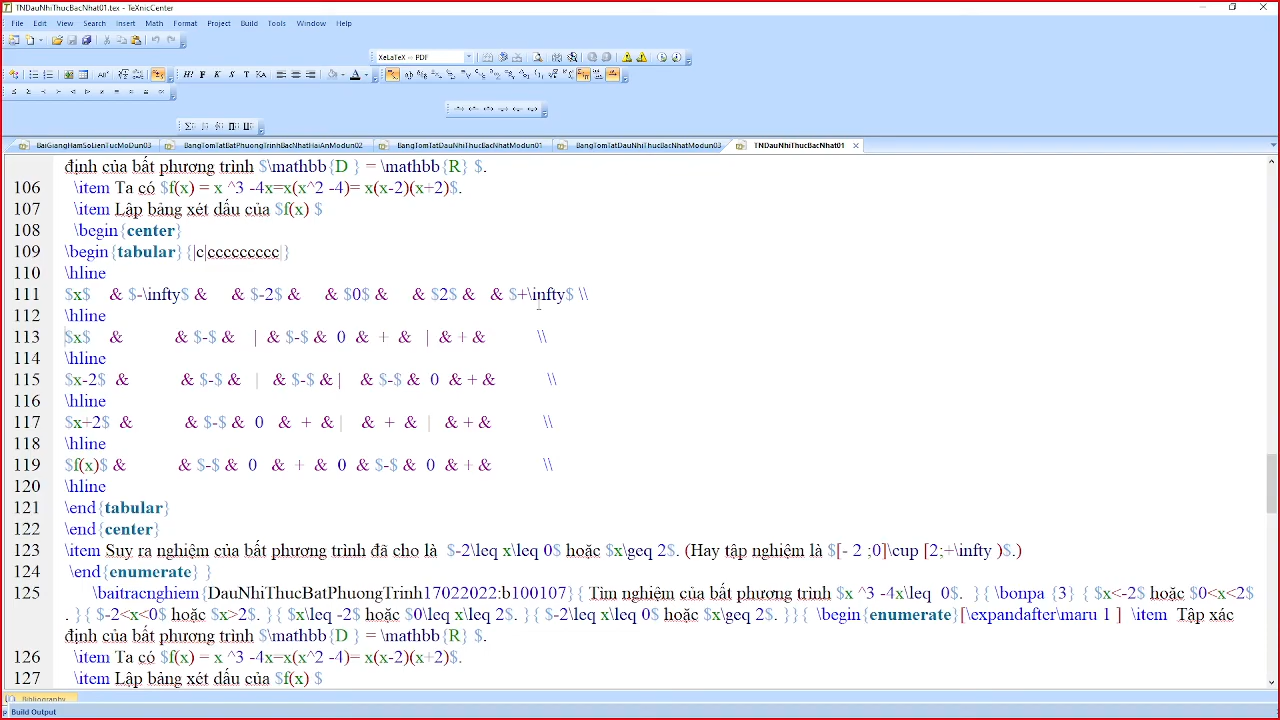 TNDauNhiThucBacNhat01.tex - TeXnicCenter
File Edit View Search Insert Math Format Project Build Tools Window Help
XeLaTeX ⇨ PDF
BaiGiangHamSoLienTucMoDun03 BangTomTatBatPhuongTrinhBacNhatHaiAnModun02 BangTomTatDauNhiThucBacNhatModun01 BangTomTatDauNhiThucBacNhatModun03 TNDauNhiThucBacNhat01
định của bất phương trình $\mathbb{D } = \mathbb{R} $.
106 \item Ta có $f(x) = x ^3 -4x=x(x^2 -4)= x(x-2)(x+2)$.
107 \item Lập bảng xét dấu của $f(x) $
108 \begin{center}
109 \begin{tabular}{|c|ccccccccc|}
110 \hline
111 $x$ & $-\infty$ & & $-2$ & & $0$ & & $2$ & & $+\infty$ \\
112 \hline
113 $x$ & & $-$ & | & $-$ & 0 & + & | & + & \\
114 \hline
115 $x-2$ & & $-$ & | & $-$ & | & $-$ & 0 & + & \\
116 \hline
117 $x+2$ & & $-$ & 0 & + & | & + & | & + & \\
118 \hline
119 $f(x)$ & & $-$ & 0 & + & 0 & $-$ & 0 & + & \\
120 \hline
121 \end{tabular}
122 \end{center}
123 \item Suy ra nghiệm của bất phương trình đã cho là $-2\leq x\leq 0$ hoặc $x\geq 2$. (Hay tập nghiệm là $[- 2 ;0]\cup [2;+\infty )$.)
124 \end{enumerate} }
125 \baitracnghiem{DauNhiThucBatPhuongTrinh17022022:b100107}{ Tìm nghiệm của bất phương trình $x ^3 -4x\leq 0$. }{ \bonpa {3} { $x<-2$ hoặc $0<x<2$
. }{ $-2<x<0$ hoặc $x>2$. }{ $x\leq -2$ hoặc $0\leq x\leq 2$. }{ $-2\leq x\leq 0$ hoặc $x\geq 2$. }}{ \begin{enumerate}[\expandafter\maru 1 ] \item Tập xác
định của bất phương trình $\mathbb{D } = \mathbb{R} $.
126 \item Ta có $f(x) = x ^3 -4x=x(x^2 -4)= x(x-2)(x+2)$.
127 \item Lập bảng xét dấu của $f(x) $
Bibliography
Build Output